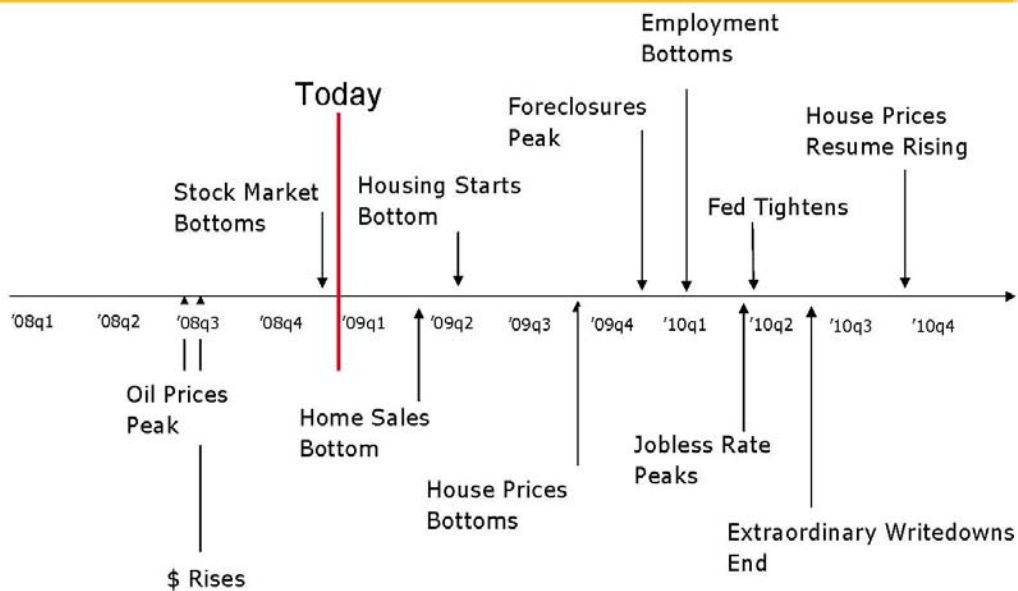 Employment
Bottoms
Today
Foreclosures
Peak
House Prices
Resume Rising
Stock Market
Bottoms
Housing Starts
Bottom
Fed Tightens
'08q1 '08q2 '08q3 '08q4 '09q1 '09q2 '09q3 '09q4 '10q1 '10q2 '10q3 '10q4
Oil Prices
Peak
Home Sales
Bottom
Jobless Rate
Peaks
House Prices
Bottoms
Extraordinary Writedowns
End
$ Rises